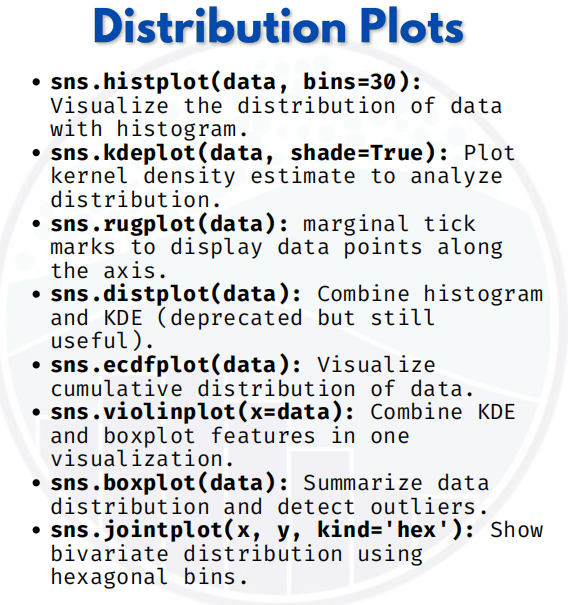 Distribution Plots
• sns.histplot(data, bins=30):
Visualize the distribution of data
with histogram.
• sns.kdeplot(data, shade=True): Plot
kernel density estimate to analyze
distribution.
• sns.rugplot(data): marginal tick
marks to display data points along
the axis.
• sns.distplot(data): Combine histogram
and KDE (deprecated but still
useful).
• sns.ecdfplot(data): Visualize
cumulative distribution of data.
• sns.violinplot(x=data): Combine KDE
and boxplot features in one
visualization.
• sns.boxplot(data): Summarize data
distribution and detect outliers.
• sns.jointplot(x, y, kind='hex'): Show
bivariate distribution using
hexagonal bins.